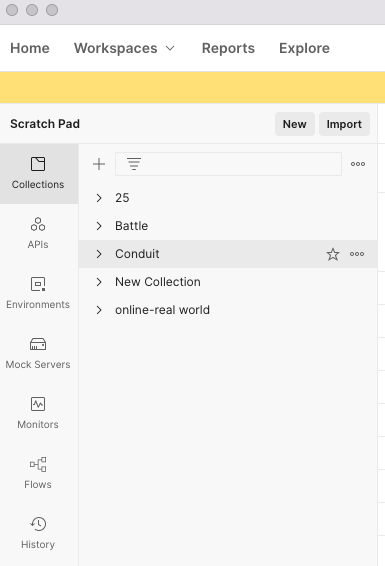 Home Workspaces Reports Explore
Scratch Pad New Import
Collections
APIs
Environments
Mock Servers
Monitors
Flows
History
25
Battle
Conduit
New Collection
online-real world